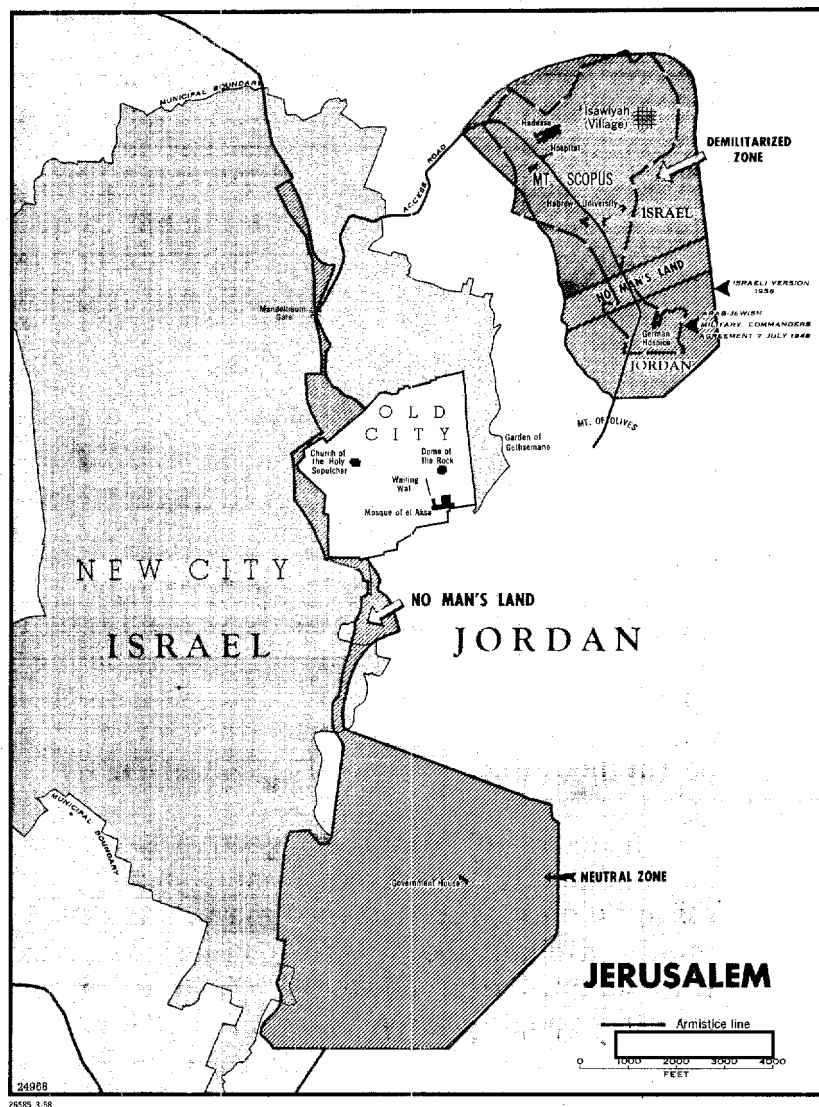 MUNICIPAL BOUNDARY
ACCESS ROAD
Hadassa
Hospital
Isawiyah
(Village)
DEMILITARIZED
ZONE
MT. SCOPUS
Hebrew University
ISRAEL
NO MAN'S LAND
ISRAELI VERSION
1956
ARAB-JEWISH
MILITARY COMMANDERS
AGREEMENT 7 JULY 1948
German
Hospice
JORDAN
MT. OF OLIVES
Mandelbaum
Gate
OLD
CITY
Church of
the Holy
Sepulcher
Dome of
the Rock
Wailing
Wall
Mosque of el Aksa
Garden of
Gethsemane
NEW CITY
ISRAEL
NO MAN'S LAND
JORDAN
MUNICIPAL
BOUNDARY
Government House
NEUTRAL ZONE
JERUSALEM
Armistice line
0 1000 2000 3000 4000
FEET
24968
26585 3-58